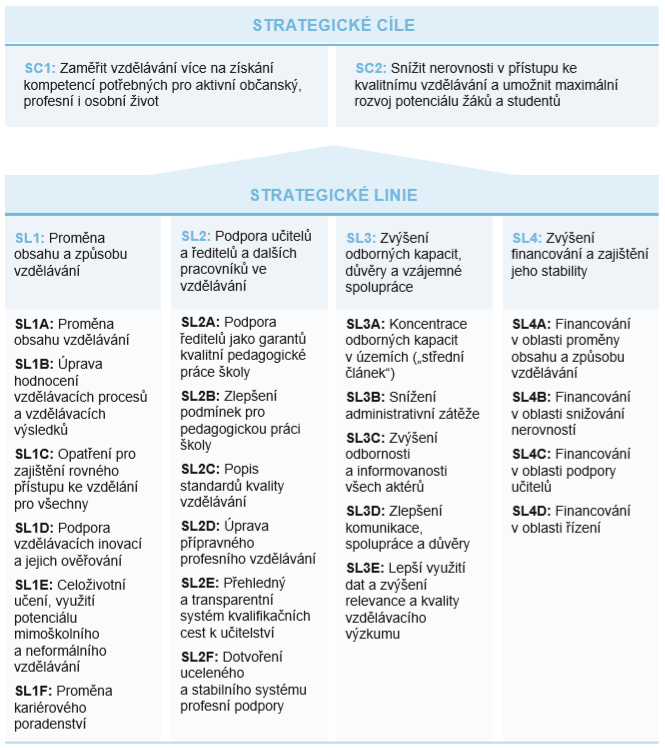 STRATEGICKÉ CÍLE
SC1: Zaměřit vzdělávání více na získání
kompetencí potřebných pro aktivní občanský,
profesní i osobní život
SC2: Snížit nerovnosti v přístupu ke
kvalitnímu vzdělávání a umožnit maximální
rozvoj potenciálu žáků a studentů
STRATEGICKÉ LINIE
SL1: Proměna
obsahu a způsobu
vzdělávání
SL1A: Proměna
obsahu vzdělávání
SL1B: Úprava
hodnocení
vzdělávacích procesů
a vzdělávacích
výsledků
SL1C: Opatření pro
zajištění rovného
přístupu ke vzdělání
pro všechny
SL1D: Podpora
vzdělávacích inovací
a jejich ověřování
SL1E: Celoživotní
učení, využití
potenciálu
mimoškolního
a neformálního
vzdělávání
SL1F: Proměna
kariérového
poradenství
SL2: Podpora učitelů
a ředitelů a dalších
pracovníků ve
vzdělávání
SL2A: Podpora
ředitelů jako garantů
kvalitní pedagogické
práce školy
SL2B: Zlepšení
podmínek pro
pedagogickou práci
školy
SL2C: Popis
standardů kvality
vzdělávání
SL2D: Úprava
přípravného
profesního vzdělávání
SL2E: Přehledný
a transparentní
systém kvalifikačních
cest k učitelství
SL2F: Dotvoření
uceleného
a stabilního systému
profesní podpory
SL3: Zvýšení
odborných kapacit,
důvěry a vzájemné
spolupráce
SL3A: Koncentrace
odborných kapacit
v územích („střední
článek“)
SL3B: Snížení
administrativní zátěže
SL3C: Zvýšení
odbornosti
a informovanosti
všech aktérů
SL3D: Zlepšení
komunikace,
spolupráce a důvěry
SL3E: Lepší využití
dat a zvýšení
relevance a kvality
vzdělávacího
výzkumu
SL4: Zvýšení
financování a zajištění
jeho stability
SL4A: Financování
v oblasti proměny
obsahu a způsobu
vzdělávání
SL4B: Financování
v oblasti snižování
nerovností
SL4C: Financování
v oblasti podpory
učitelů
SL4D: Financování
v oblasti řízení